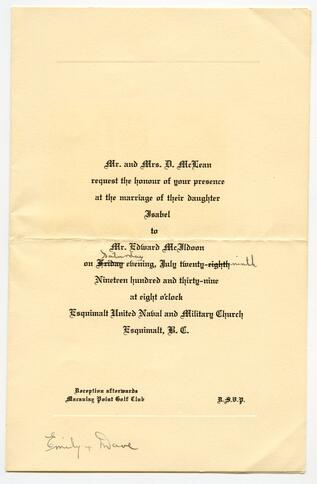 Mr. and Mrs. D. McLean
request the honour of your presence
at the marriage of their daughter
Isabel
to
Mr. Edward McIldoon
Saturday
on Friday evening, July twenty-eighth ninth
Nineteen hundred and thirty-nine
at eight o'clock
Esquimalt United Naval and Military Church
Esquimalt, B. C.
Reception afterwards
Macaulay Point Golf Club
R.S.V.P.
Emily + Dave